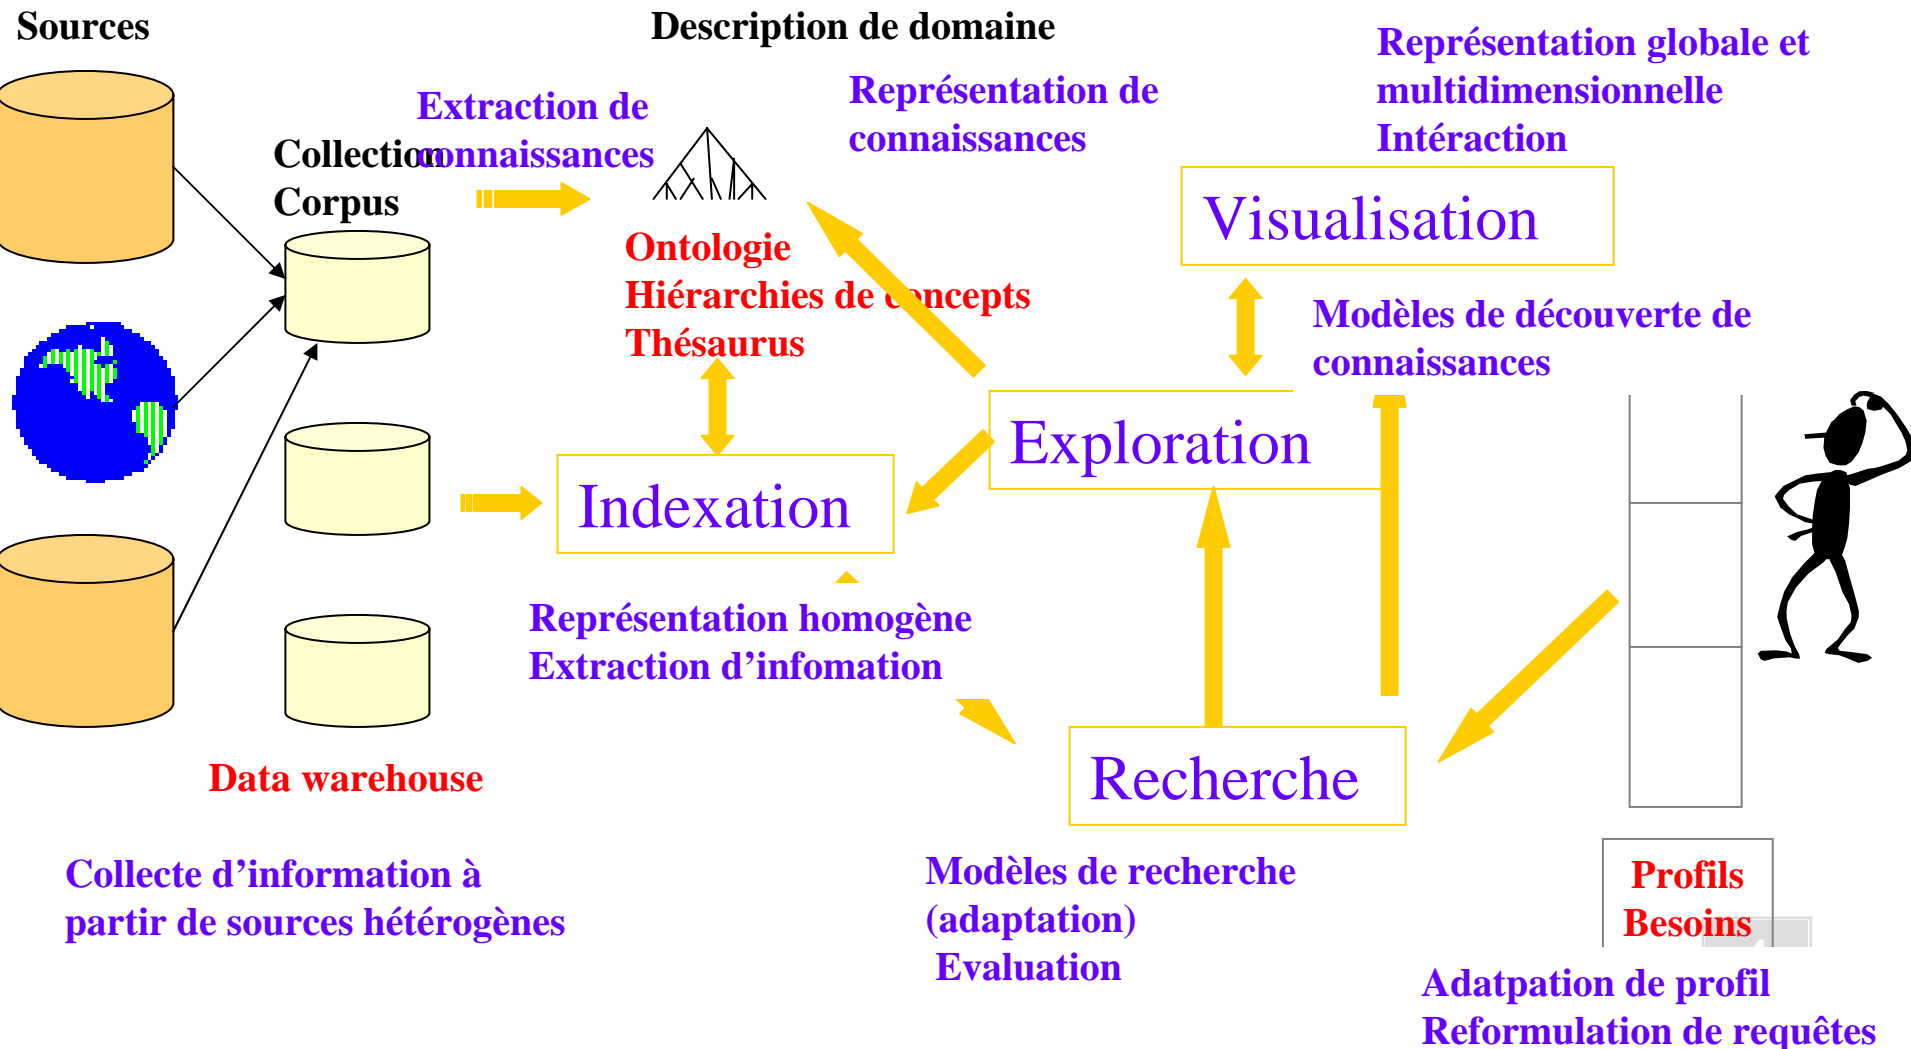 Sources
Description de domaine
Représentation globale et
multidimensionnelle
Intéraction
Extraction de
connaissances
Représentation de
connaissances
Collection
Corpus
Visualisation
Ontologie
Hiérarchies de concepts
Thésaurus
Modèles de découverte de
connaissances
Exploration
Indexation
Représentation homogène
Extraction d’infomation
Recherche
Data warehouse
Collecte d’information à
partir de sources hétérogènes
Modèles de recherche
(adaptation)
Evaluation
Profils
Besoins
Adatpation de profil
Reformulation de requêtes